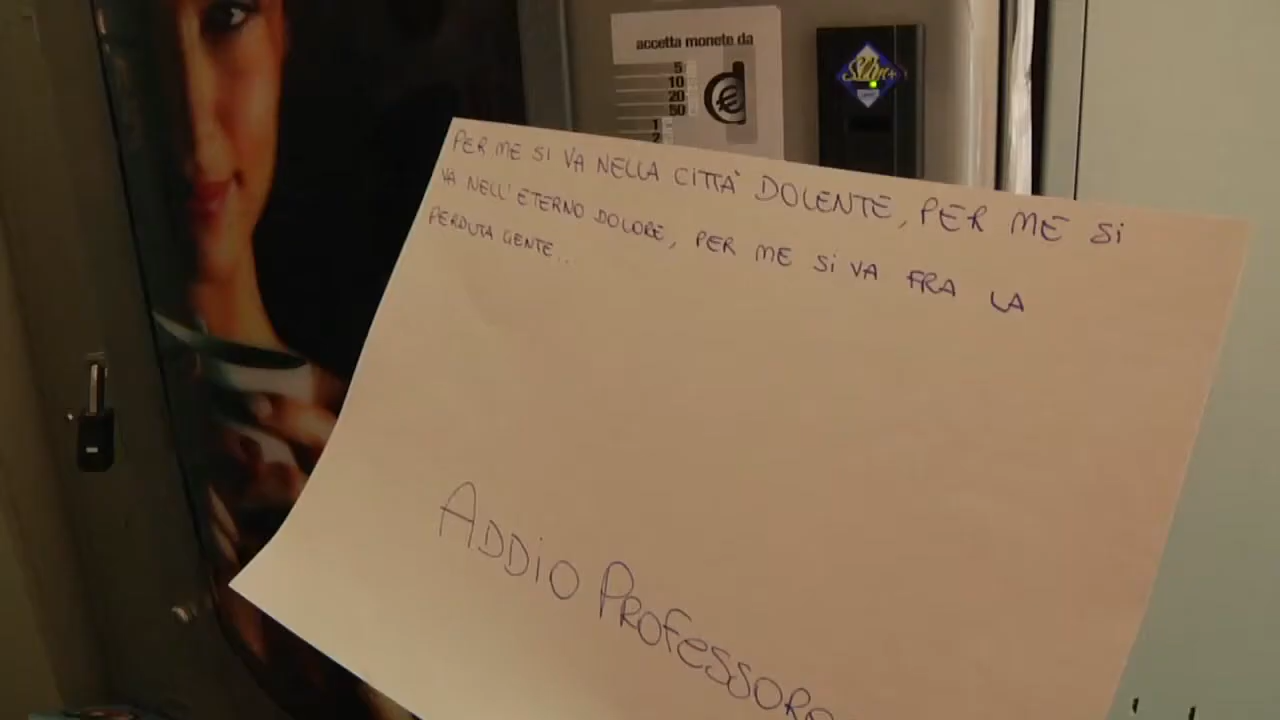 accetta monete da
5
10
20
50
1
2
Slim+
PER ME SI VA NELLA CITTÀ DOLENTE, PER ME Si
VA NELL'ETERNO DOLORE, PER ME Si VA FRA LA
PERDUTA GENTE...
ADDiO PROFESSORE